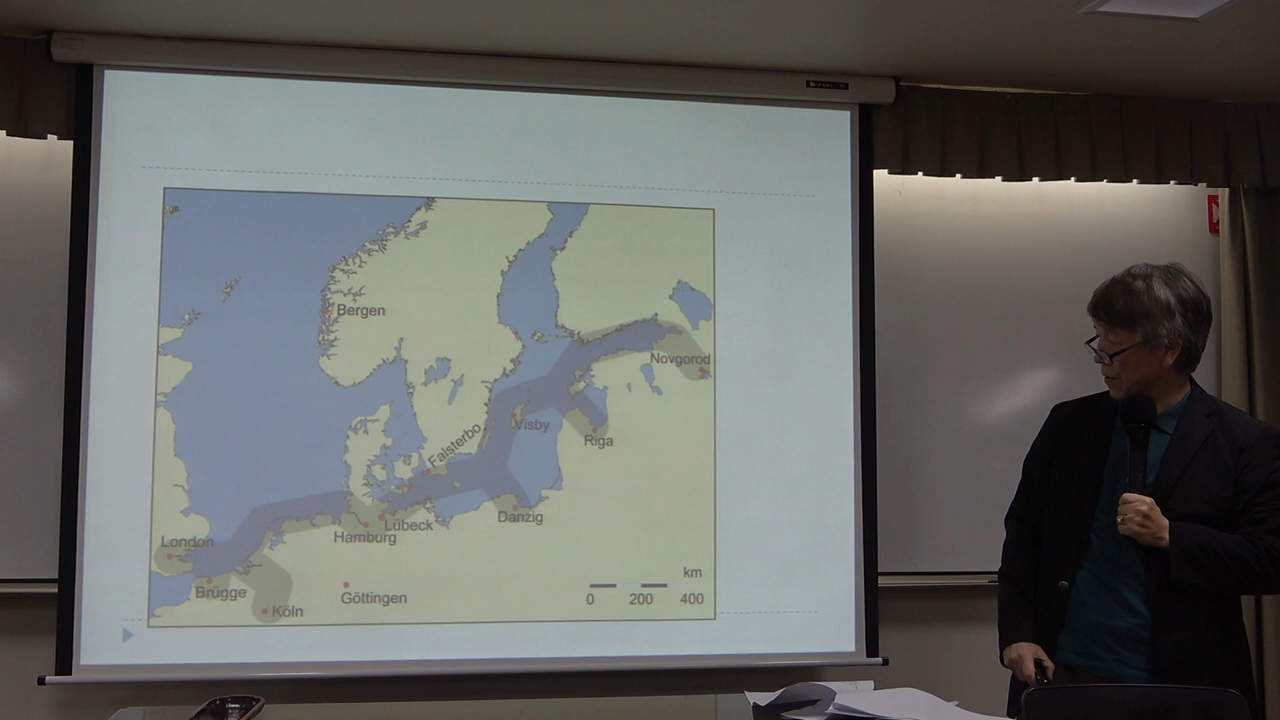 Bergen
Novgorod
Visby
Falsterbo
Riga
Danzig
Lübeck
Hamburg
London
Brügge
Köln
Göttingen
km
0 200 400